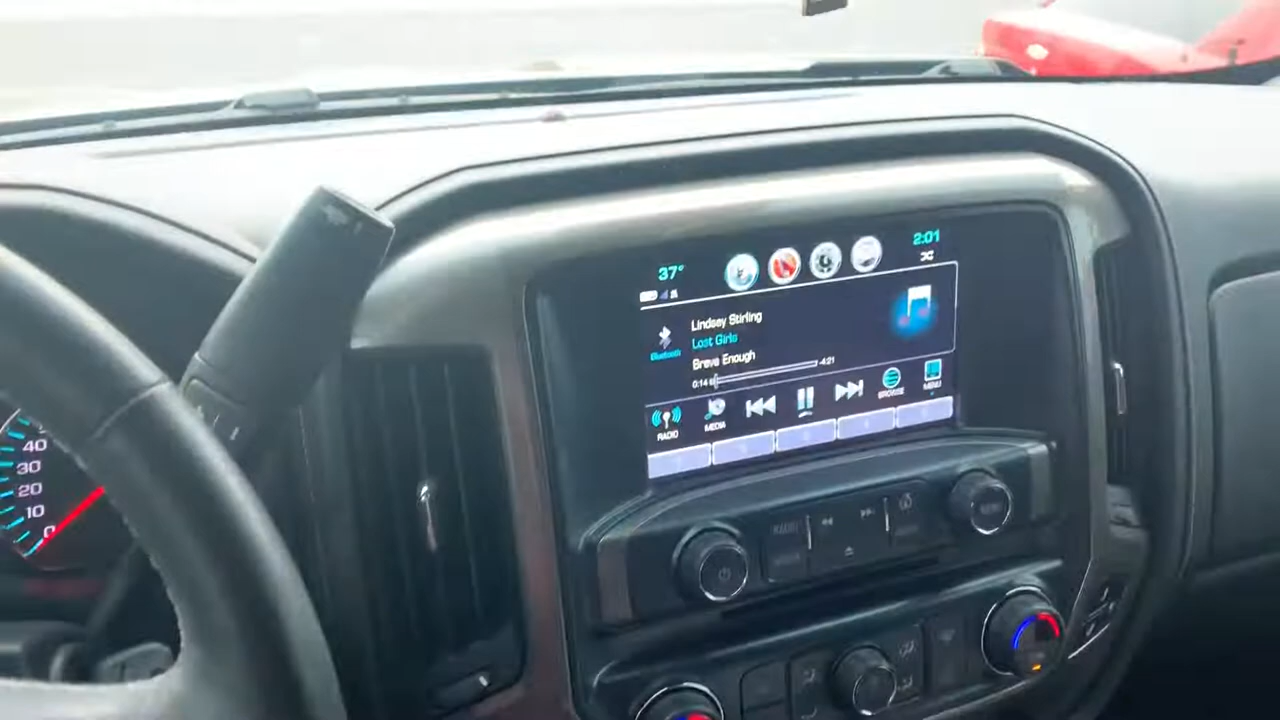 37°
2:01
Lindsey Stirling
Lost Girls
Brave Enough
Bluetooth
0:14
-4:21
RADIO
MEDIA
BROWSE
MENU
40
30
20
10
0